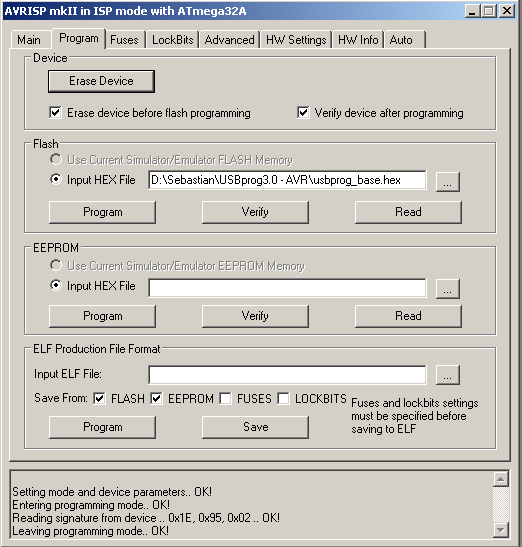 AVRISP mkII in ISP mode with ATmega32A
Main Program Fuses LockBits Advanced HW Settings HW Info Auto
Device
Erase Device
Erase device before flash programming Verify device after programming
Flash
Use Current Simulator/Emulator FLASH Memory
Input HEX File D:\Sebastian\USBprog3.0 - AVR\usbprog_base.hex ...
Program Verify Read
EEPROM
Use Current Simulator/Emulator EEPROM Memory
Input HEX File ...
Program Verify Read
ELF Production File Format
Input ELF File: ...
Save From: FLASH EEPROM FUSES LOCKBITS
Fuses and lockbits settings
must be specified before
saving to ELF
Program Save
Setting mode and device parameters.. OK!
Entering programming mode.. OK!
Reading signature from device .. 0x1E, 0x95, 0x02 .. OK!
Leaving programming mode.. OK!